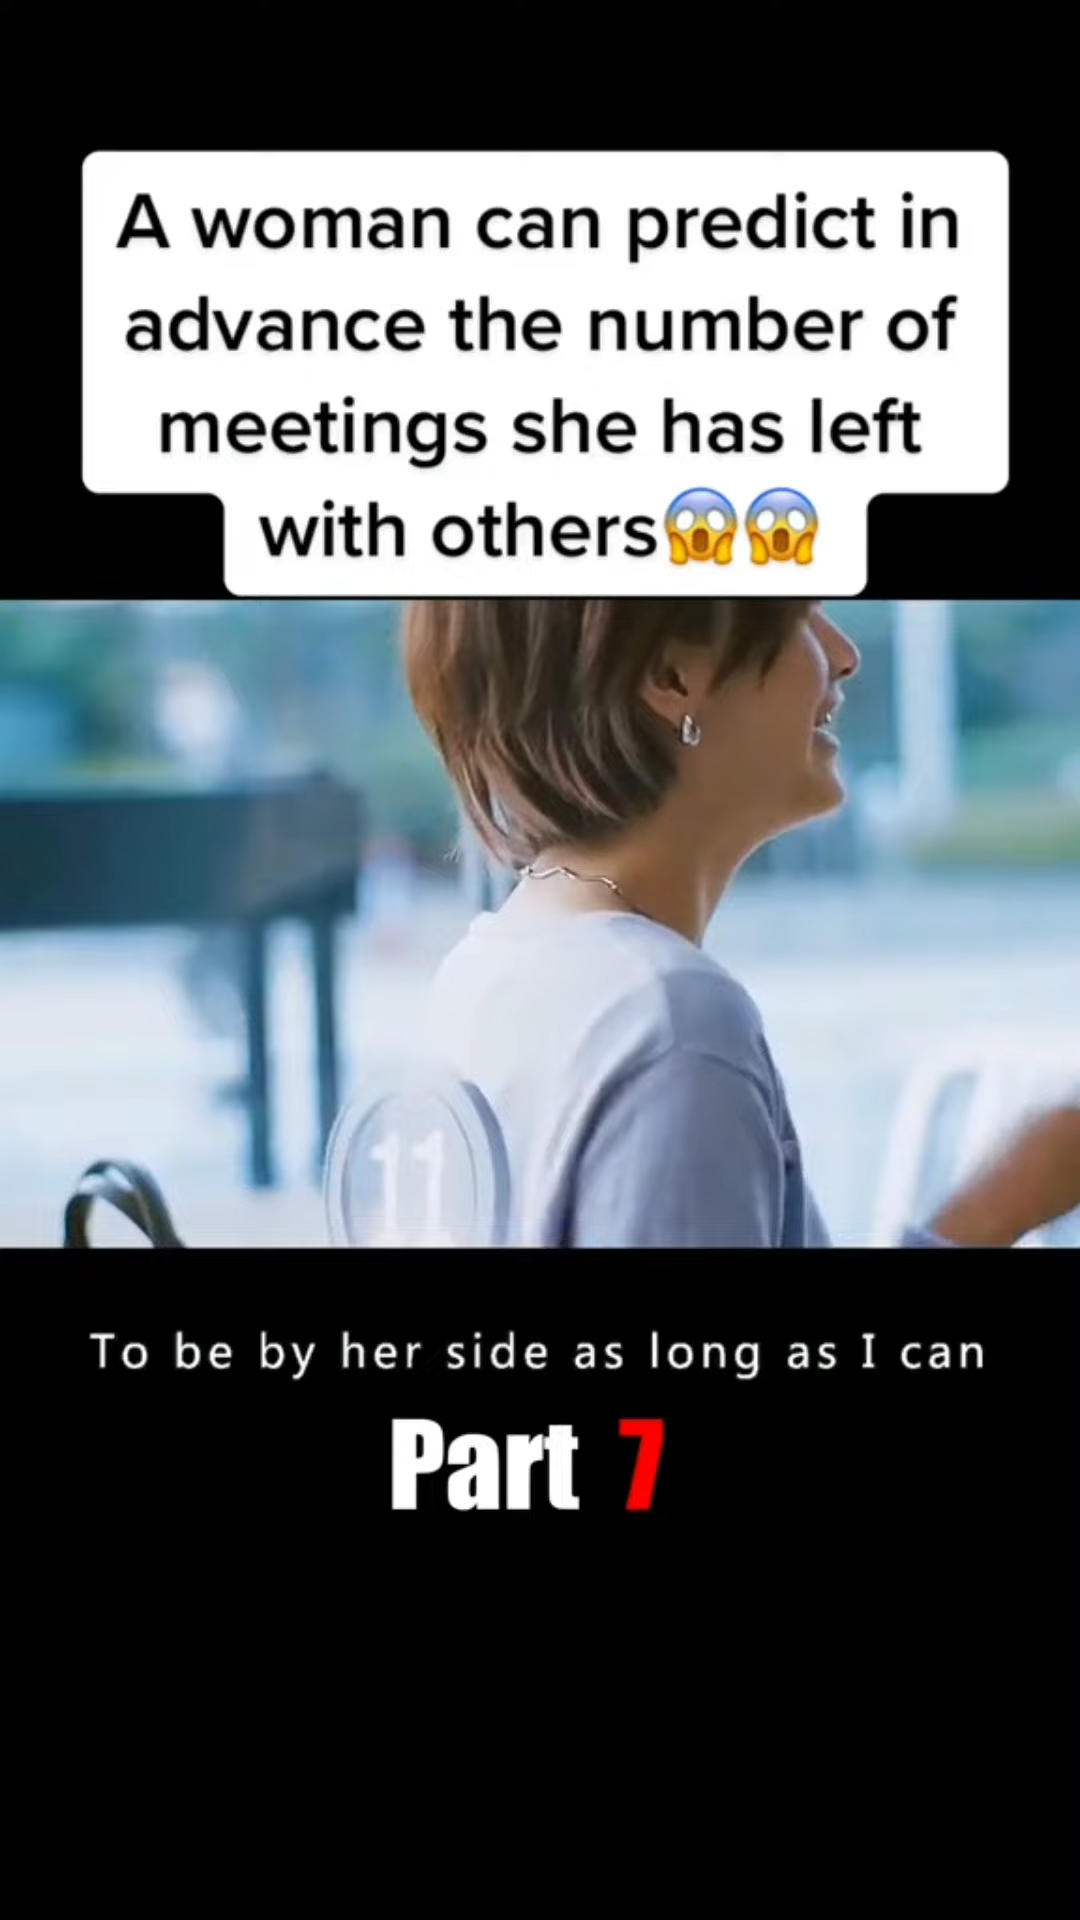 A woman can predict in
advance the number of
meetings she has left
with others😱😱
11
To be by her side as long as I can
Part 7